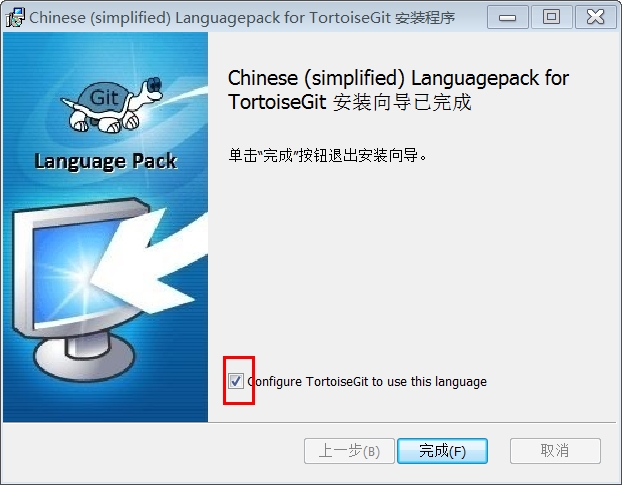 Chinese (simplified) Languagepack for TortoiseGit 安装程序
Git
Language Pack
Chinese (simplified) Languagepack for
TortoiseGit 安装向导已完成
单击“完成”按钮退出安装向导。
Configure TortoiseGit to use this language
上一步(B)
完成(F)
取消